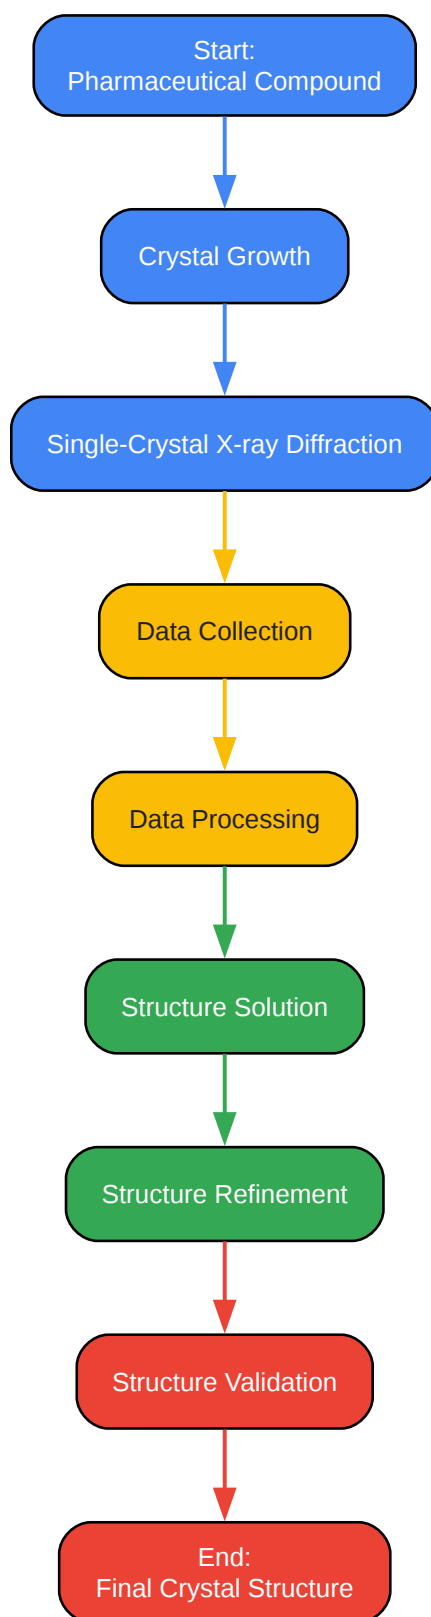 Start:
Pharmaceutical Compound
Crystal Growth
Single-Crystal X-ray Diffraction
Data Collection
Data Processing
Structure Solution
Structure Refinement
Structure Validation
End:
Final Crystal Structure